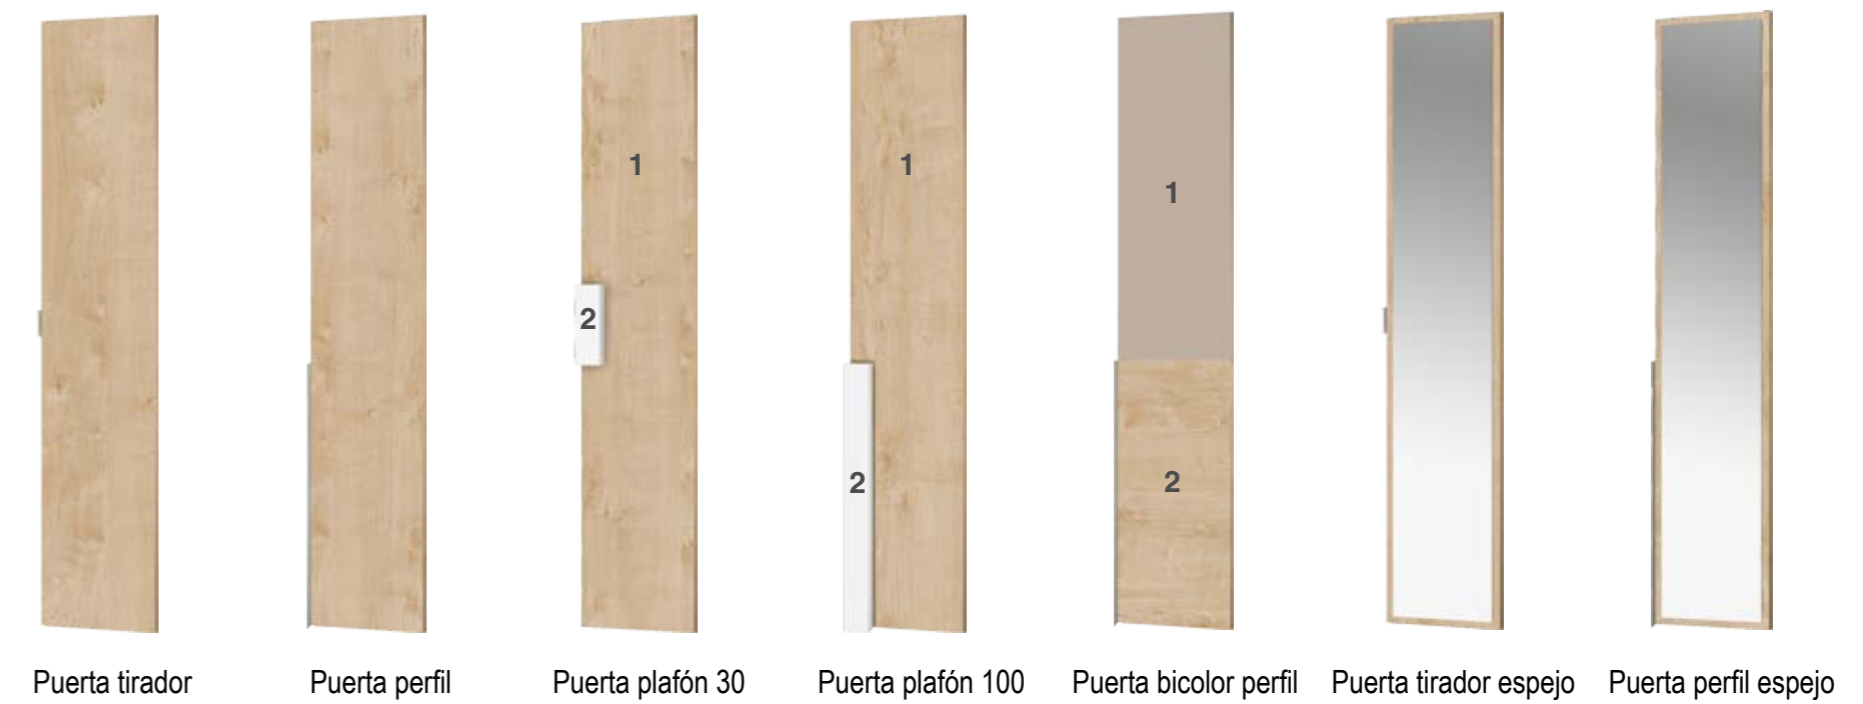 1
1
1
2
2
2
Puerta tirador
Puerta perfil
Puerta plafón 30
Puerta plafón 100
Puerta bicolor perfil
Puerta tirador espejo
Puerta perfil espejo